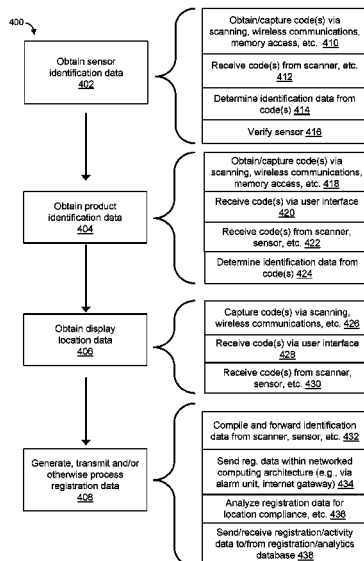 400
Obtain sensor
identification data
402
Obtain/capture code(s) via
scanning, wireless communications,
memory access, etc. 410
Receive code(s) from scanner, etc.
412
Determine identification data from
code(s) 414
Verify sensor 416
Obtain product
identification data
404
Obtain/capture code(s) via
scanning, wireless communications,
memory access, etc. 418
Receive code(s) via user interface
420
Receive code(s) from scanner,
sensor, etc. 422
Determine identification data from
code(s) 424
Obtain display
location data
406
Capture code(s) via scanning,
wireless communications, etc. 426
Receive code(s) via user interface
428
Receive code(s) from scanner,
sensor, etc. 430
Generate, transmit and/or
otherwise process
registration data
408
Compile and forward identification
data from scanner, sensor, etc. 432
Send reg. data within networked
computing architecture (e.g., via
alarm unit, internet gateway) 434
Analyze registration data for
location compliance, etc. 436
Send/receive registration/activity
data to/from registration/analytics
database 438